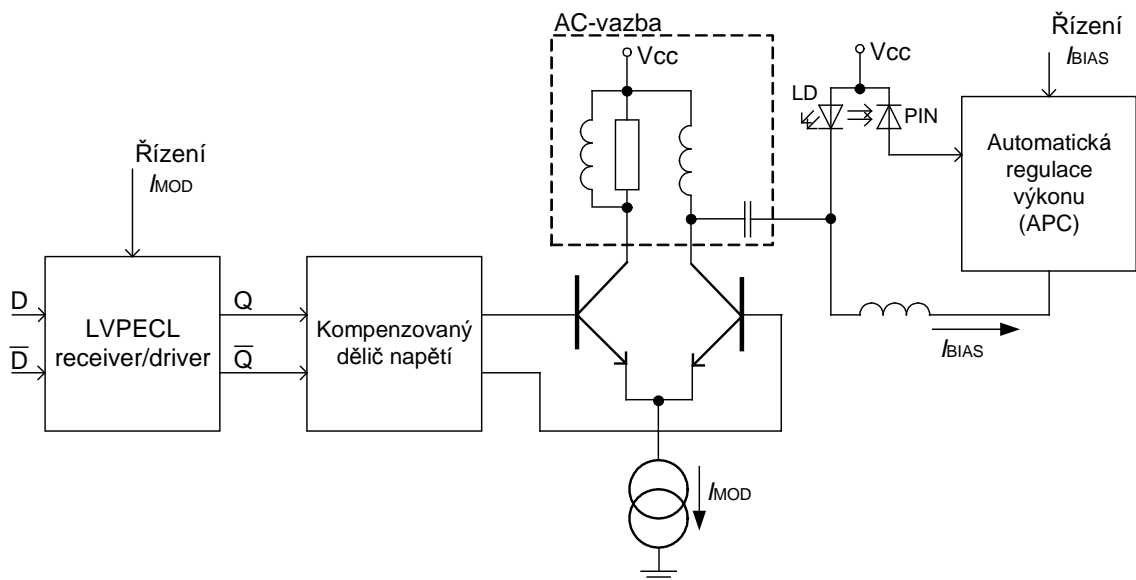 AC-vazba
Vcc
Řízení
IBIAS
Vcc
LD
PIN
Automatická
regulace
výkonu
(APC)
Řízení
IMOD
D
D̅
LVPECL
receiver/driver
Q
Q̅
Kompenzovaný
dělič napětí
IBIAS
IMOD